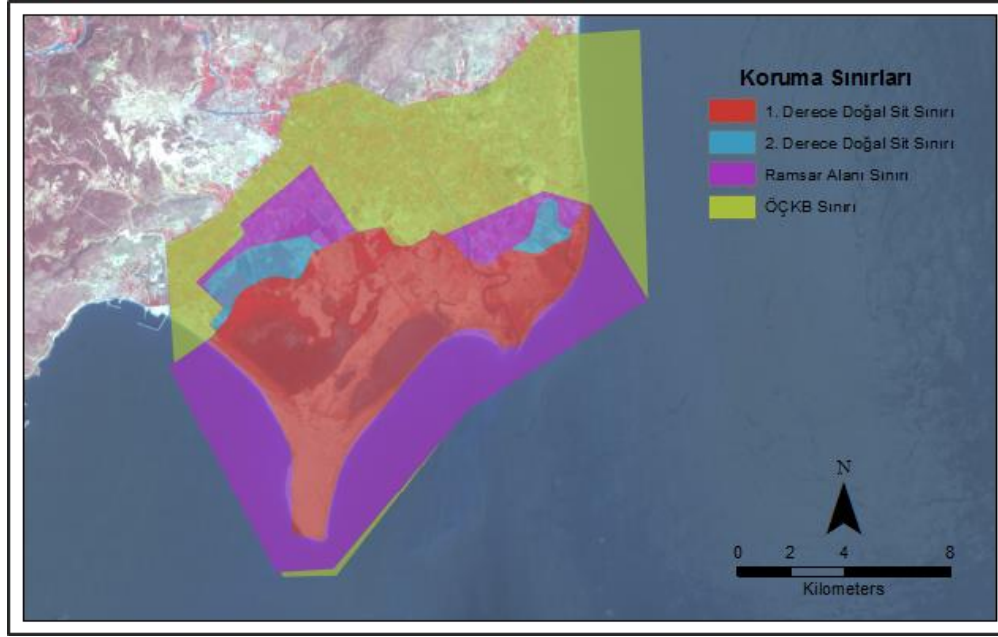 Koruma Sınırları
1. Derece Doğal Sit Sınırı
2. Derece Doğal Sit Sınırı
Ramsar Alanı Sınırı
ÖÇKB Sınırı
N
0 2 4 8
Kilometers